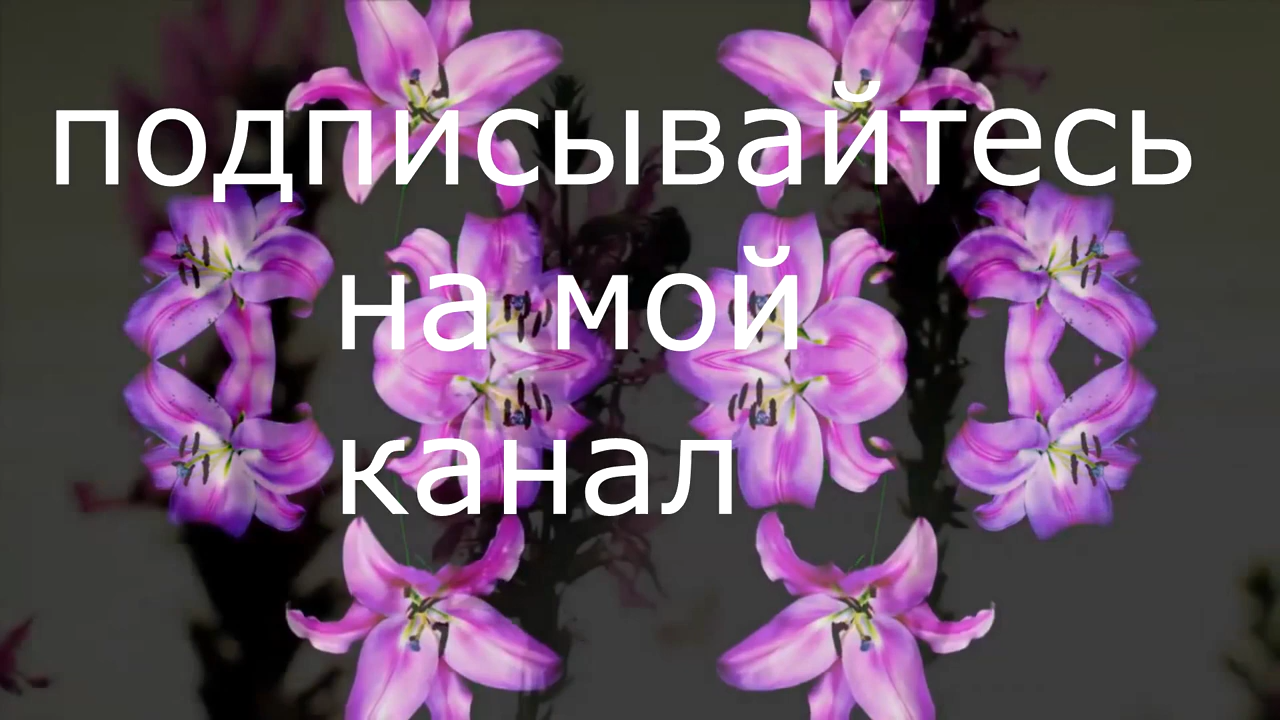 подписывайтесь
на мой
канал